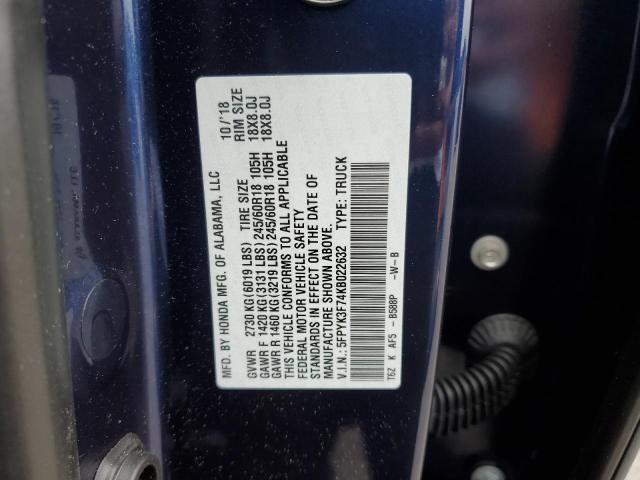 MFD. BY HONDA MFG. OF ALABAMA, LLC 10/'18
GVWR 2730 KG(6019 LBS) TIRE SIZE RIM SIZE
GAWR F 1420 KG(3131 LBS) 245/60R18 105H 18X8.0J
GAWR R 1460 KG(3219 LBS) 245/60R18 105H 18X8.0J
THIS VEHICLE CONFORMS TO ALL APPLICABLE
FEDERAL MOTOR VEHICLE SAFETY
STANDARDS IN EFFECT ON THE DATE OF
MANUFACTURE SHOWN ABOVE.
V.I.N.: 5FPYK3F74KB022632 TYPE: TRUCK
T6Z K AF5 - B588P -W-B